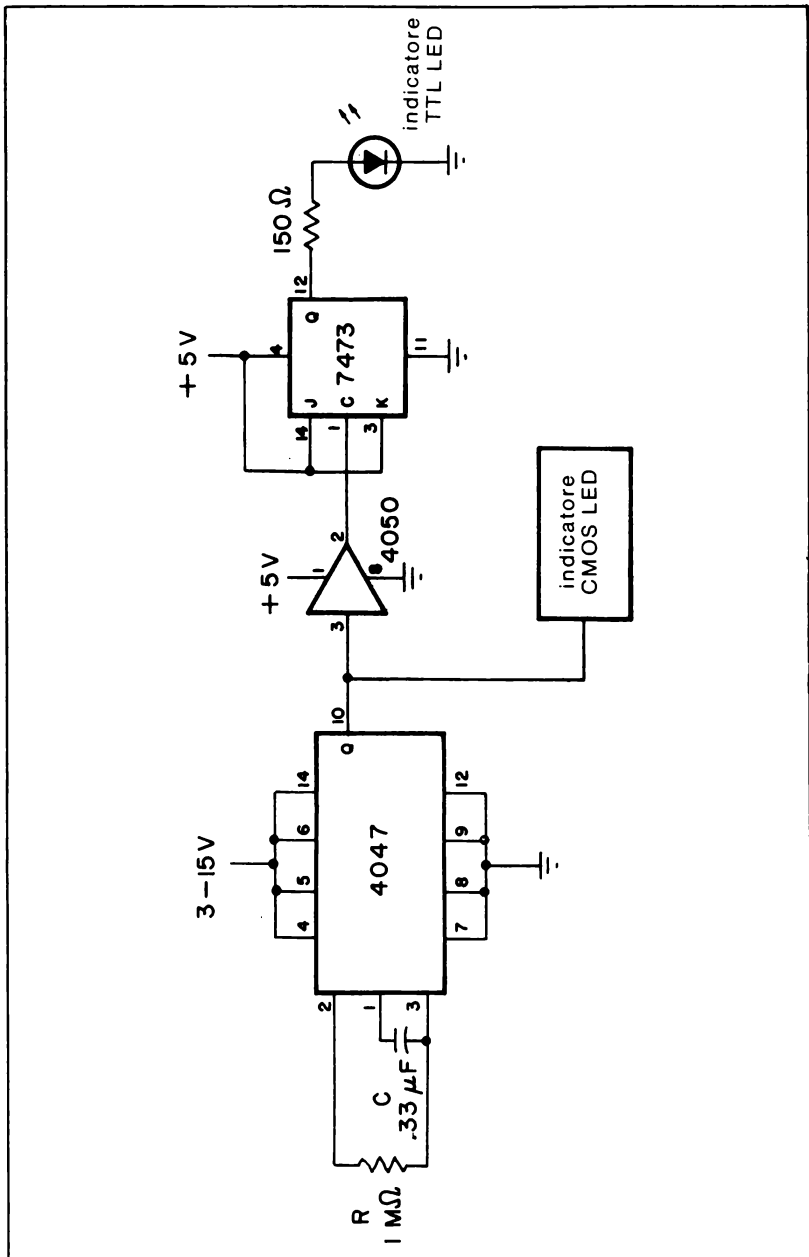 3-15V
4
5
6
14
2
1
3
4047
Q
10
7
8
9
12
R
1 MΩ
C
.33 µF
+5V
3
1
2
8
4050
indicatore
CMOS LED
+5V
4
14
J
1
C
3
K
7473
Q
12
11
150 Ω
indicatore
TTL LED